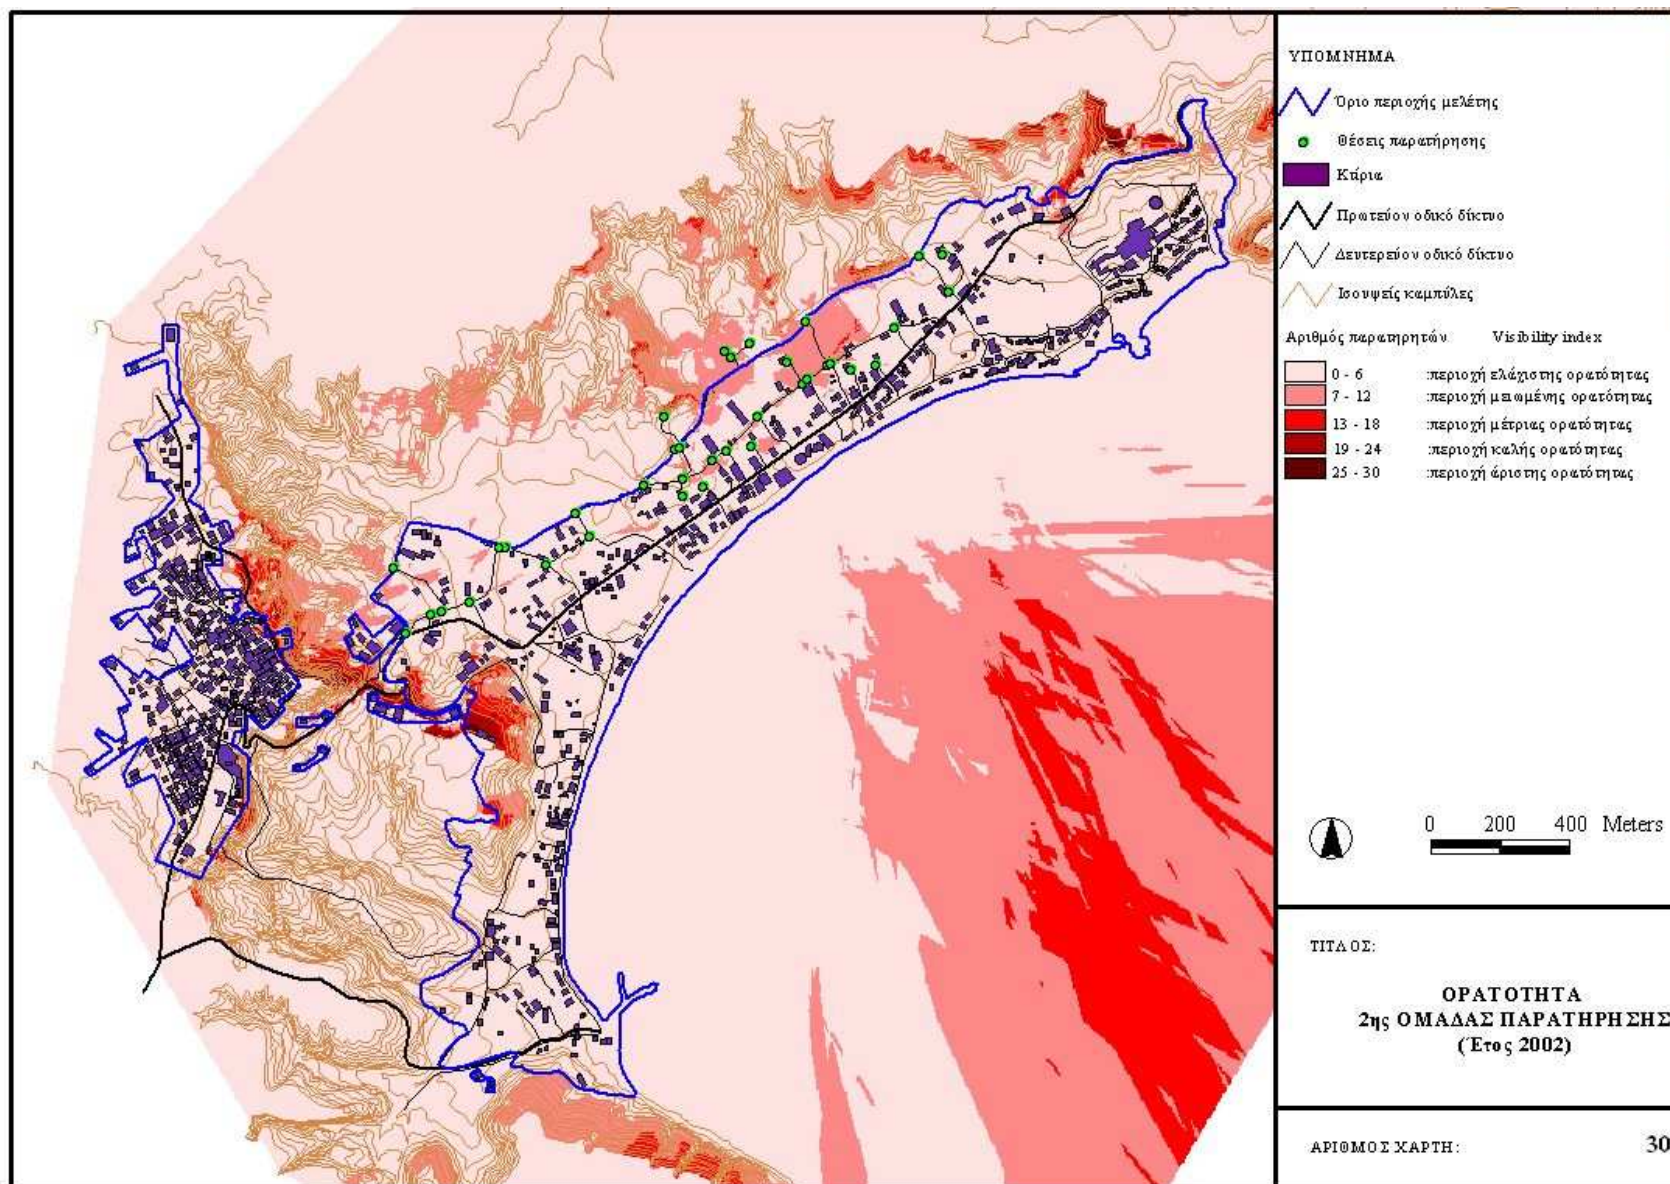 ΥΠΟΜΝΗΜΑ
Όριο περιοχής μελέτης
Θέσεις παρατήρησης
Κτίρια
Πρωτεύον οδικό δίκτυο
Δευτερεύον οδικό δίκτυο
Ισουψείς καμπύλες
Αριθμός παρατηρητών Visibility index
0 - 6 :περιοχή ελάχιστης ορατότητας
7 - 12 :περιοχή μειωμένης ορατότητας
13 - 18 :περιοχή μέτριας ορατότητας
19 - 24 :περιοχή καλής ορατότητας
25 - 30 :περιοχή άριστης ορατότητας
0 200 400 Meters
ΤΙΤΛΟΣ:
ΟΡΑΤΟΤΗΤΑ
2ης ΟΜΑΔΑΣ ΠΑΡΑΤΗΡΗΣΗΣ
(Έτος 2002)
ΑΡΙΘΜΟΣ ΧΑΡΤΗ: 30